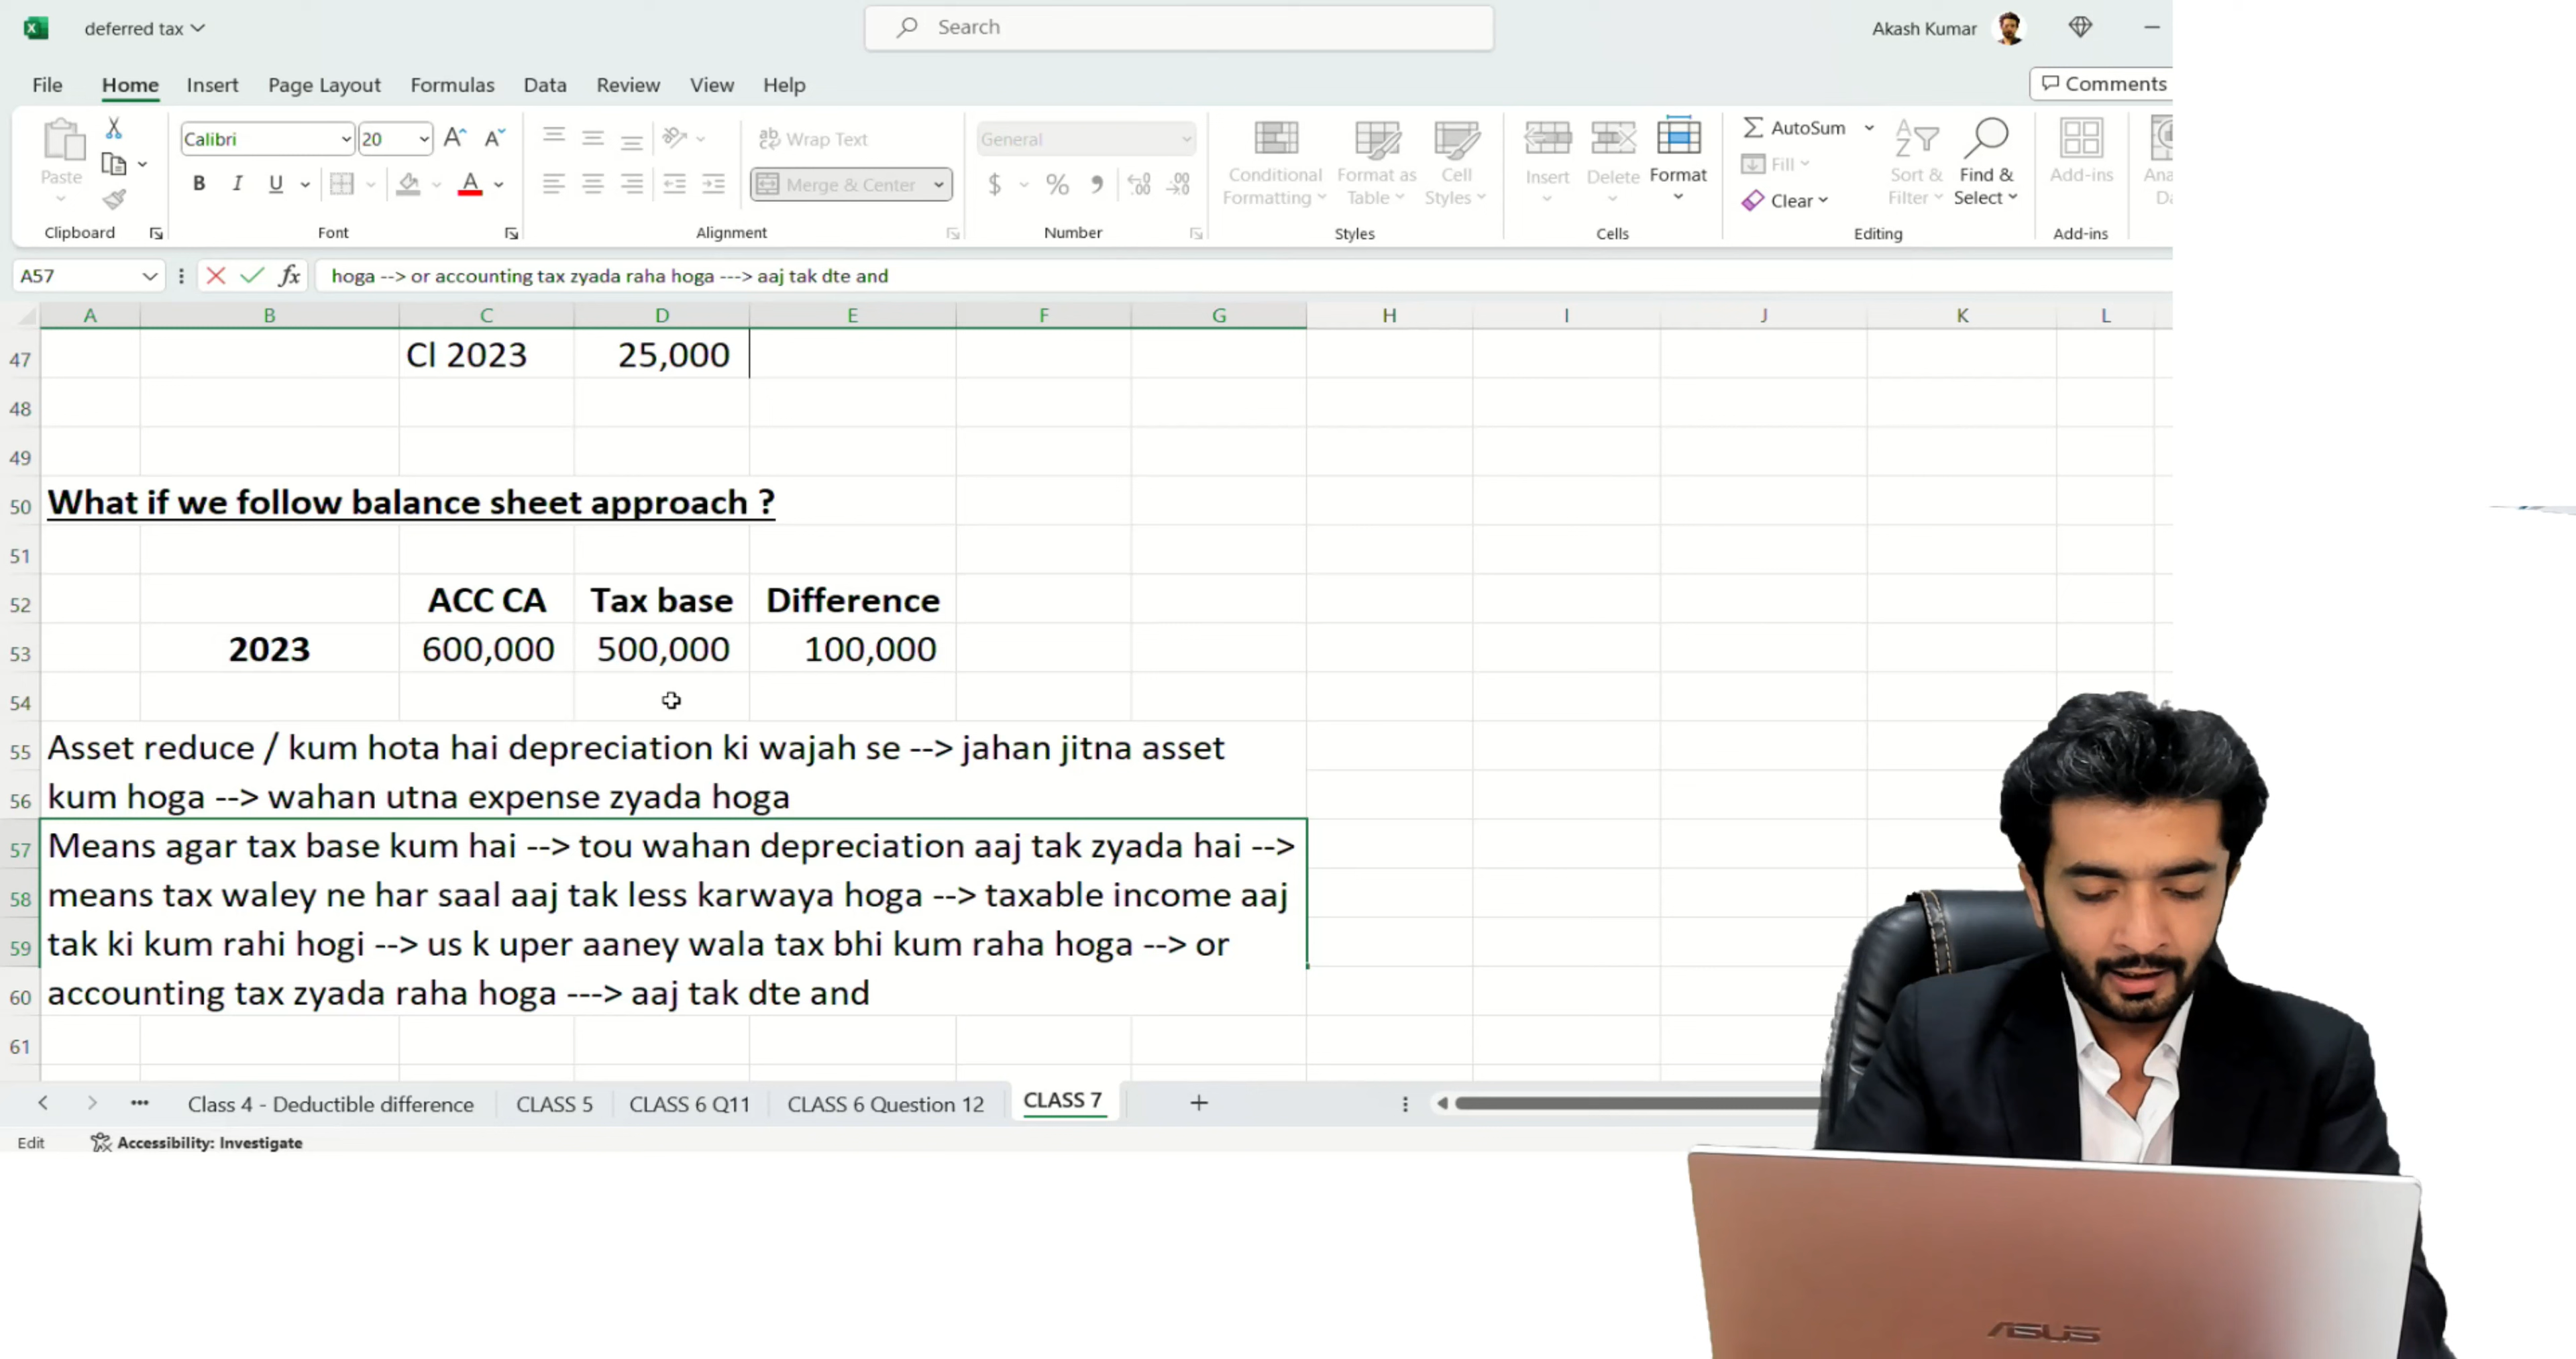 deferred tax
Search
Akash Kumar
File Home Insert Page Layout Formulas Data Review View Help
Comments
Paste
Calibri 20
B I U
Wrap Text
Merge & Center
General
$ % 9
Conditional Formatting
Format as Table
Cell Styles
Insert
Delete
Format
AutoSum
Fill
Clear
Sort & Filter
Find & Select
Add-ins
Clipboard Font Alignment Number Styles Cells Editing Add-ins
A57 fx hoga --> or accounting tax zyada raha hoga ---> aaj tak dte and
A B C D E F G H I J K L
47 Cl 2023 25,000
48
49
50 What if we follow balance sheet approach ?
51
52 ACC CA Tax base Difference
53 2023 600,000 500,000 100,000
54
55 Asset reduce / kum hota hai depreciation ki wajah se --> jahan jitna asset
56 kum hoga --> wahan utna expense zyada hoga
57 Means agar tax base kum hai --> tou wahan depreciation aaj tak zyada hai -->
58 means tax waley ne har saal aaj tak less karwaya hoga --> taxable income aaj
59 tak ki kum rahi hogi --> us k uper aaney wala tax bhi kum raha hoga --> or
60 accounting tax zyada raha hoga ---> aaj tak dte and
61
Class 4 - Deductible difference CLASS 5 CLASS 6 Q11 CLASS 6 Question 12 CLASS 7
Edit Accessibility: Investigate
ASUS